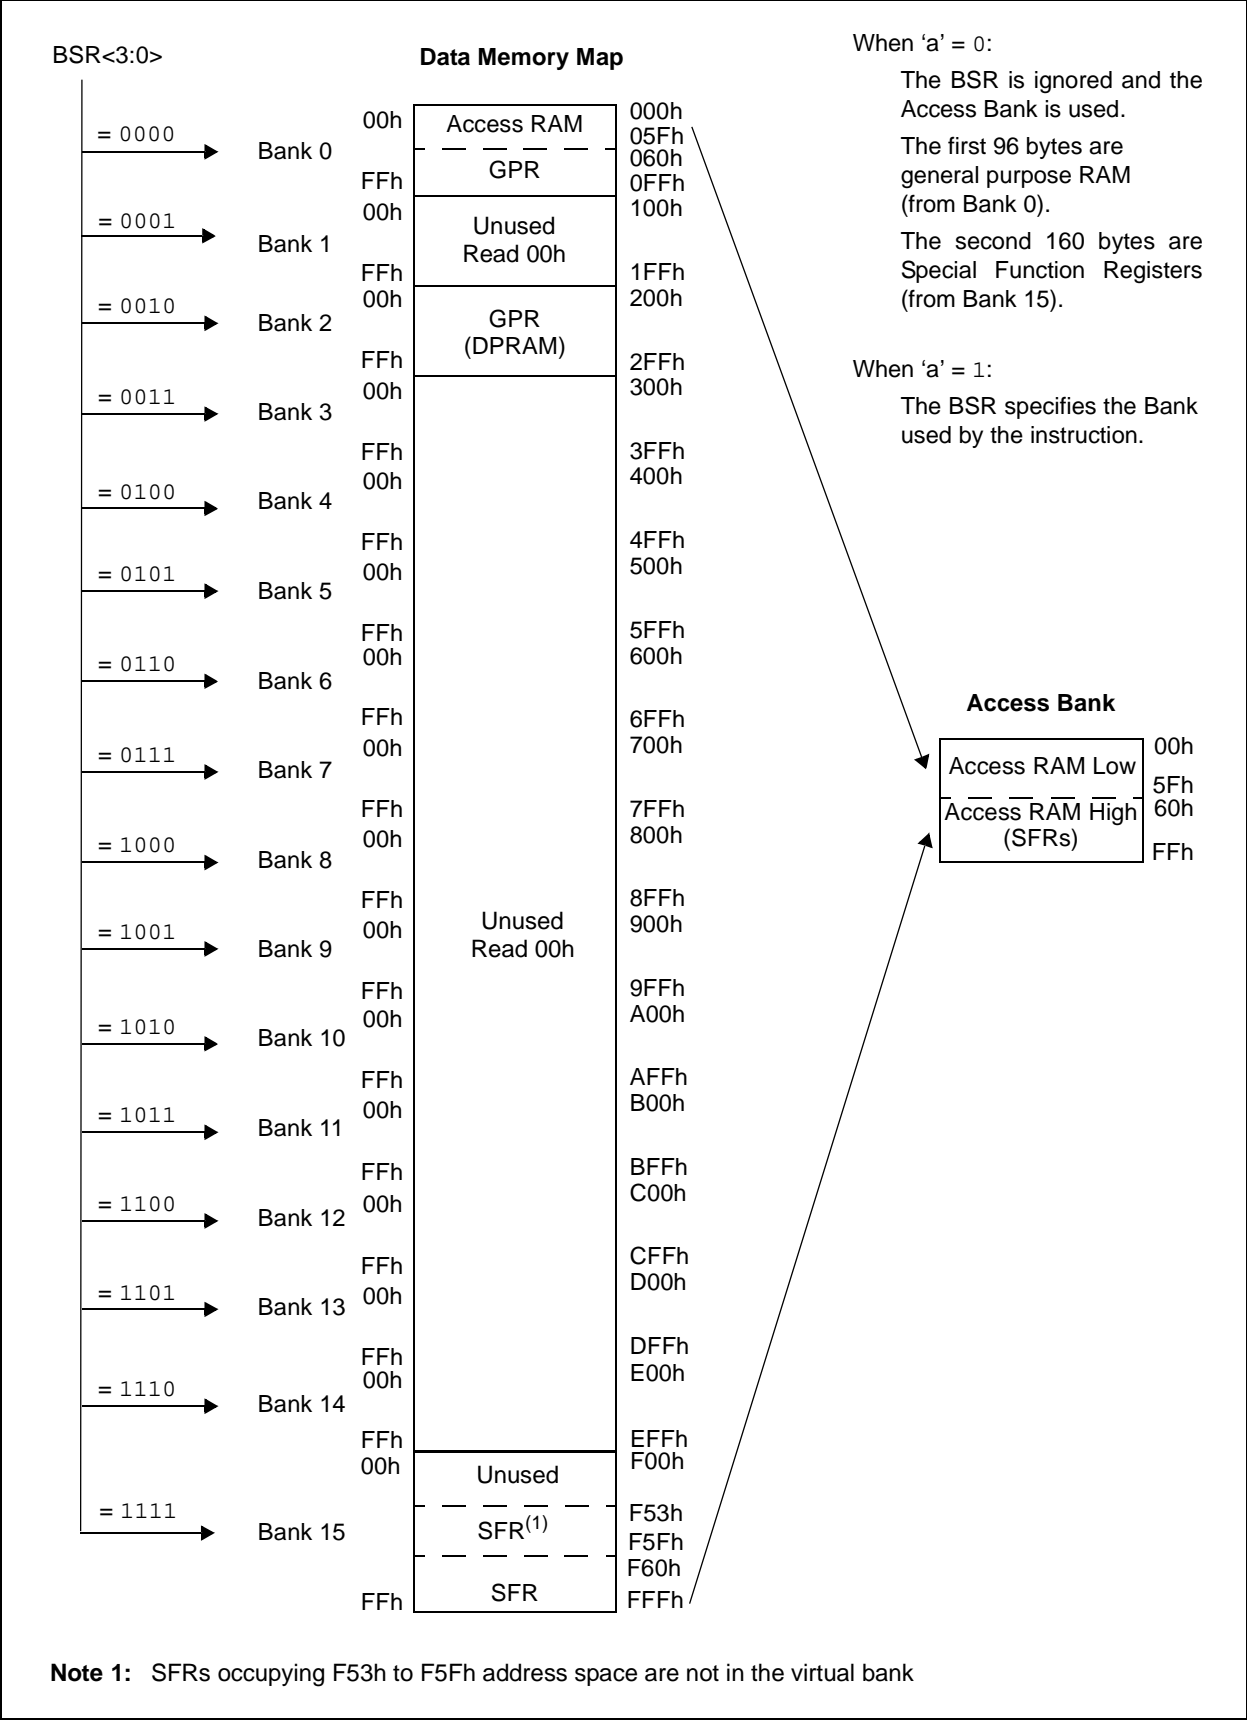 BSR<3:0>
Data Memory Map
When ‘a’ = 0:
The BSR is ignored and the
Access Bank is used.
The first 96 bytes are
general purpose RAM
(from Bank 0).
The second 160 bytes are
Special Function Registers
(from Bank 15).
When ‘a’ = 1:
The BSR specifies the Bank
used by the instruction.
= 0000
Bank 0
00h
FFh
Access RAM
GPR
000h
05Fh
060h
0FFh
= 0001
Bank 1
00h
FFh
Unused
Read 00h
100h
1FFh
= 0010
Bank 2
00h
FFh
GPR
(DPRAM)
200h
2FFh
= 0011
Bank 3
00h
FFh
300h
3FFh
= 0100
Bank 4
00h
FFh
400h
4FFh
= 0101
Bank 5
00h
FFh
500h
5FFh
= 0110
Bank 6
00h
FFh
600h
6FFh
= 0111
Bank 7
00h
FFh
700h
7FFh
= 1000
Bank 8
00h
FFh
800h
8FFh
= 1001
Bank 9
00h
FFh
Unused
Read 00h
900h
9FFh
= 1010
Bank 10
00h
FFh
A00h
AFFh
= 1011
Bank 11
00h
FFh
B00h
BFFh
= 1100
Bank 12
00h
FFh
C00h
CFFh
= 1101
Bank 13
00h
FFh
D00h
DFFh
= 1110
Bank 14
00h
FFh
E00h
EFFh
= 1111
Bank 15
00h
FFh
Unused
SFR(1)
SFR
F00h
F53h
F5Fh
F60h
FFFh
Access Bank
Access RAM Low
Access RAM High
(SFRs)
00h
5Fh
60h
FFh
Note 1: SFRs occupying F53h to F5Fh address space are not in the virtual bank